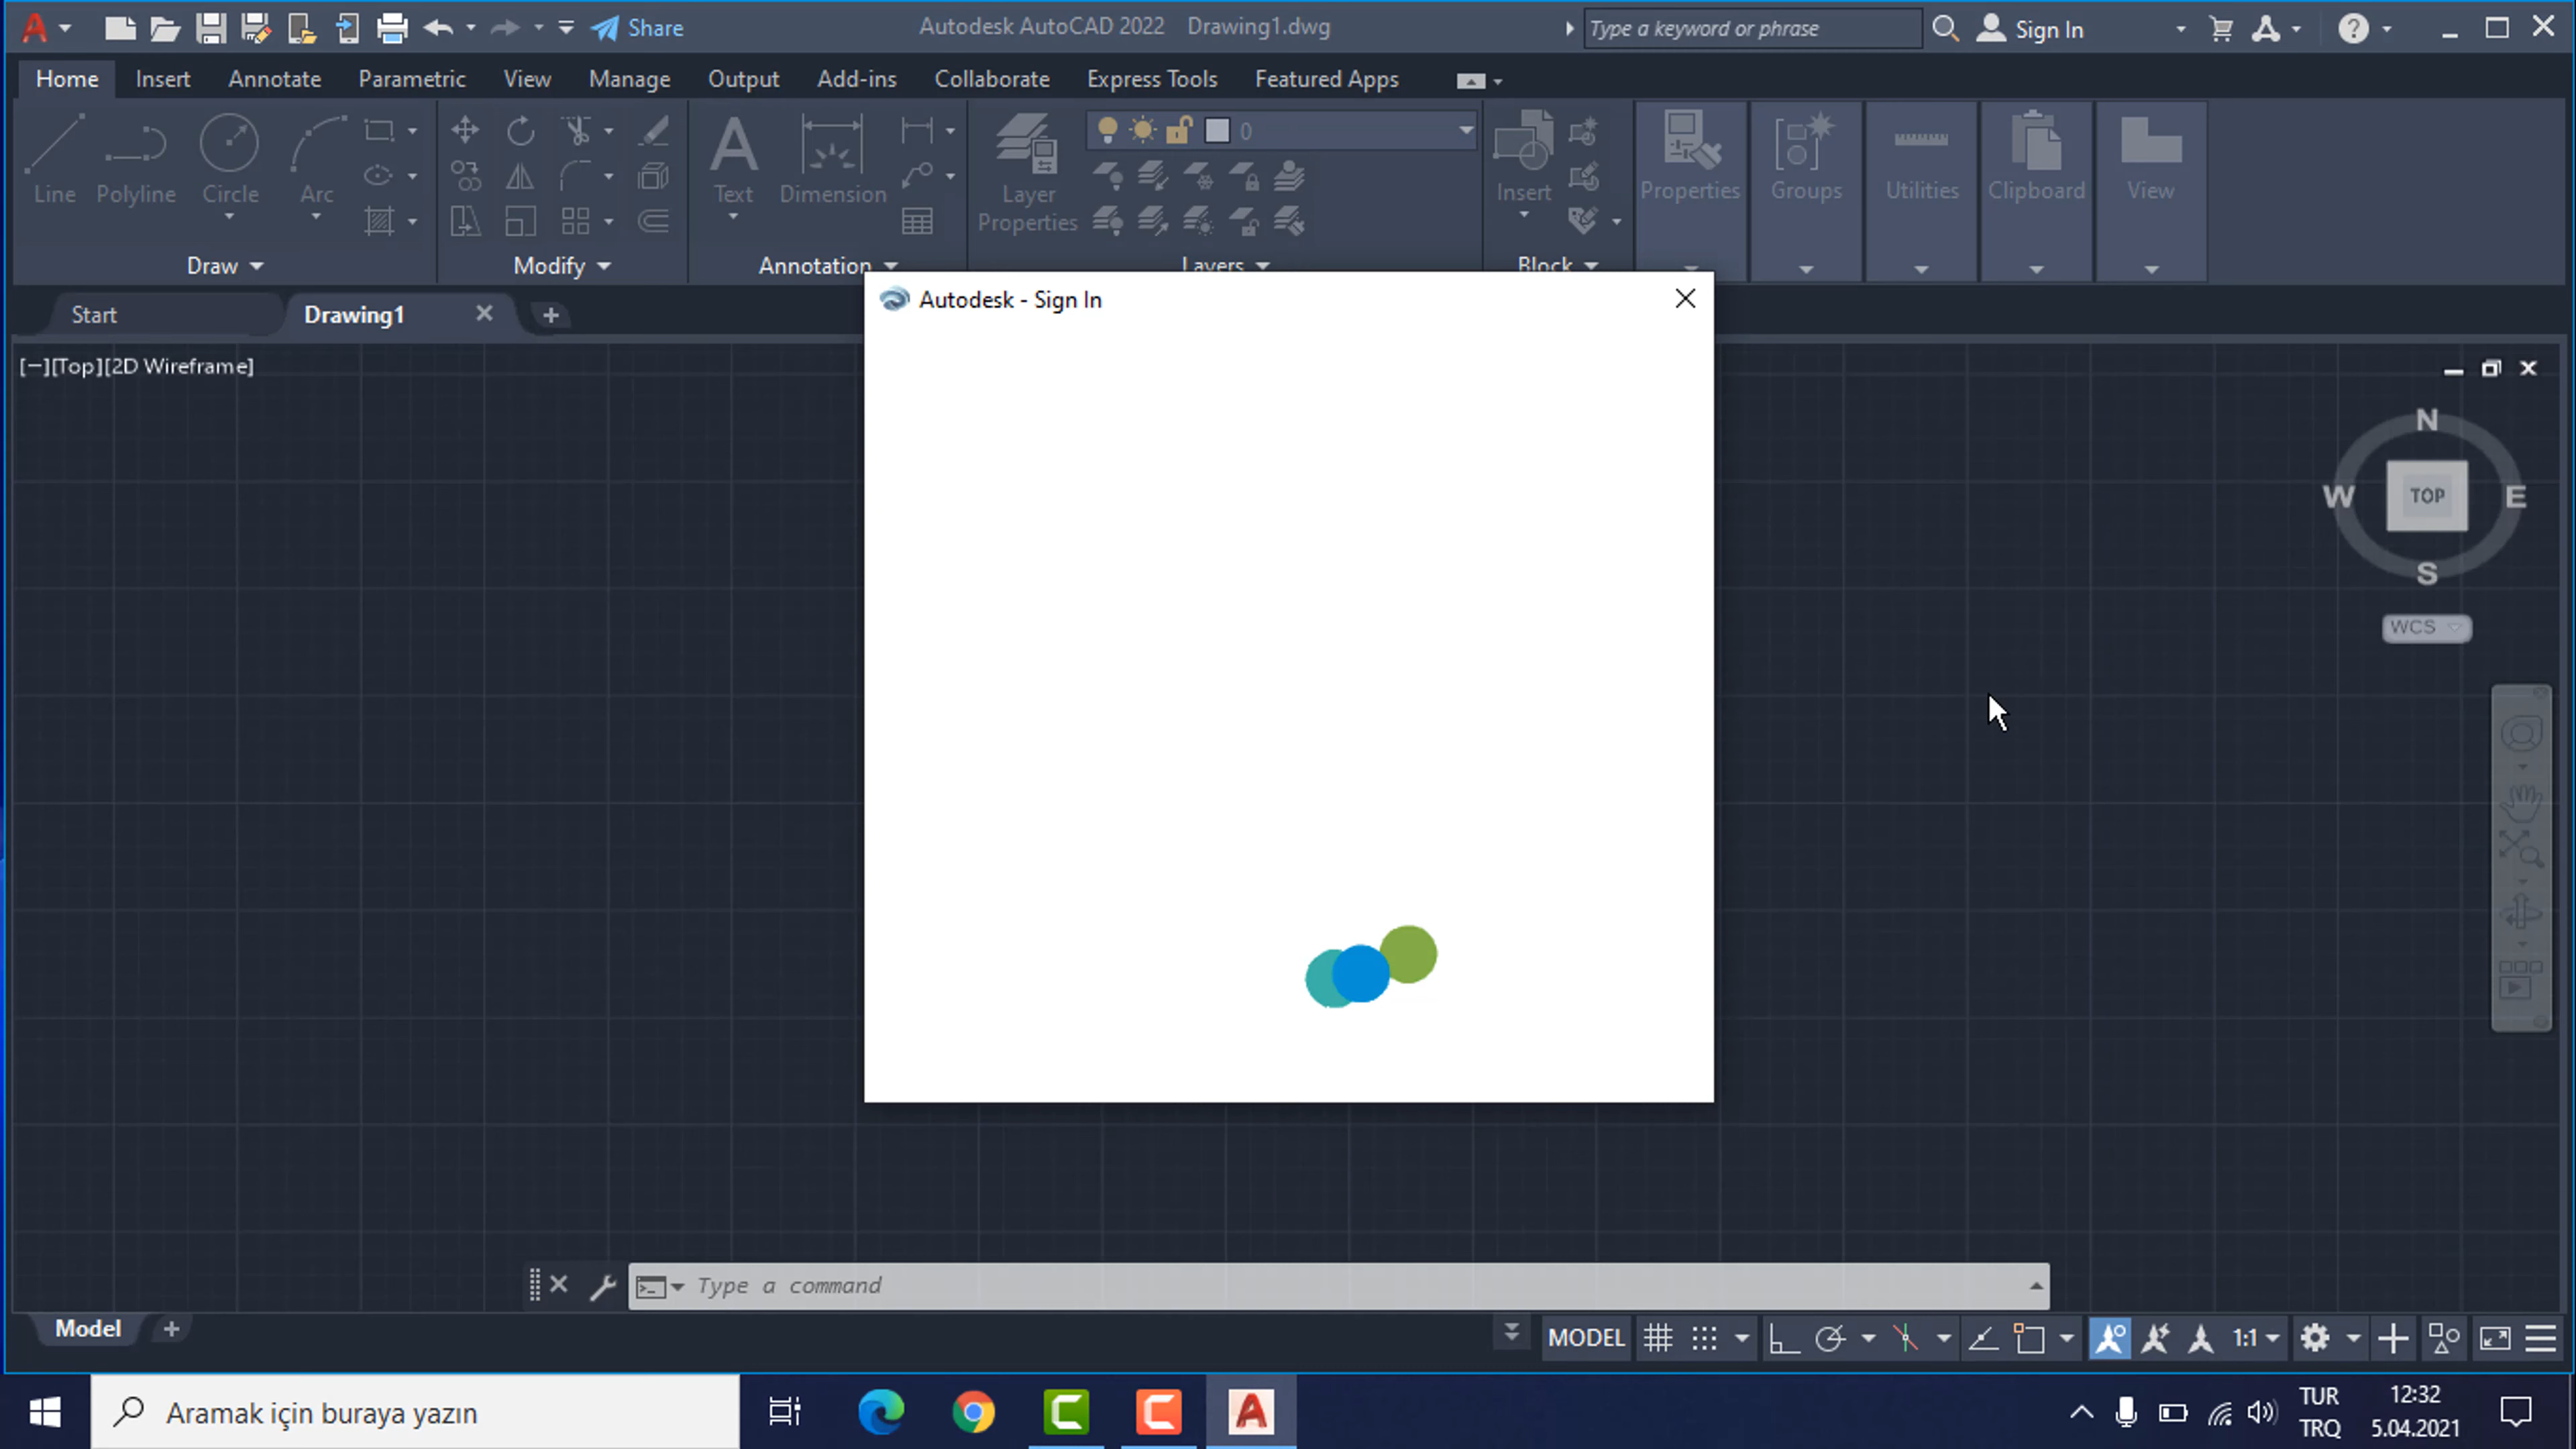 Share
Autodesk AutoCAD 2022 Drawing1.dwg
Type a keyword or phrase
Sign In
Home Insert Annotate Parametric View Manage Output Add-ins Collaborate Express Tools Featured Apps
Line Polyline Circle Arc
Text Dimension
Layer Properties
0
Insert
Properties Groups Utilities Clipboard View
Draw Modify Annotation Layers Block
Start Drawing1
[−][Top][2D Wireframe]
Autodesk - Sign In
N
W TOP E
S
WCS
Type a command
Model
MODEL
1:1
Aramak için buraya yazın
TUR 12:32
TRQ 5.04.2021